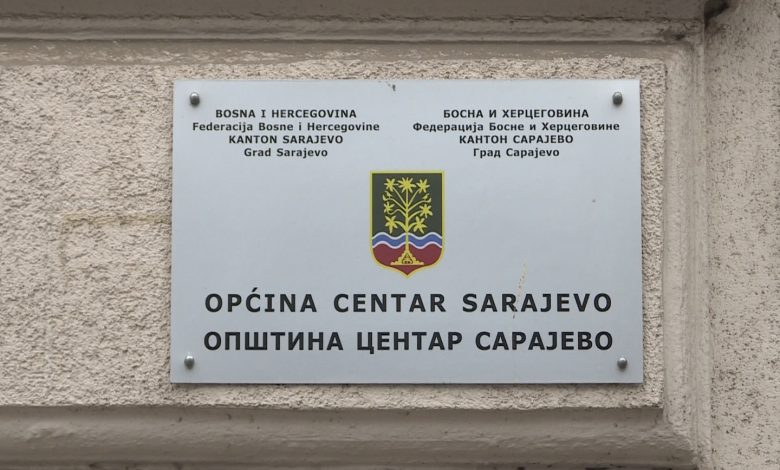 BOSNA I HERCEGOVINA
Federacija Bosne i Hercegovine
KANTON SARAJEVO
Grad Sarajevo
БОСНА И ХЕРЦЕГОВИНА
Федерација Босне и Херцеговине
КАНТОН САРАЈЕВО
Град Сарајево
OPĆINA CENTAR SARAJEVO
ОПШТИНА ЦЕНТАР САРАЈЕВО